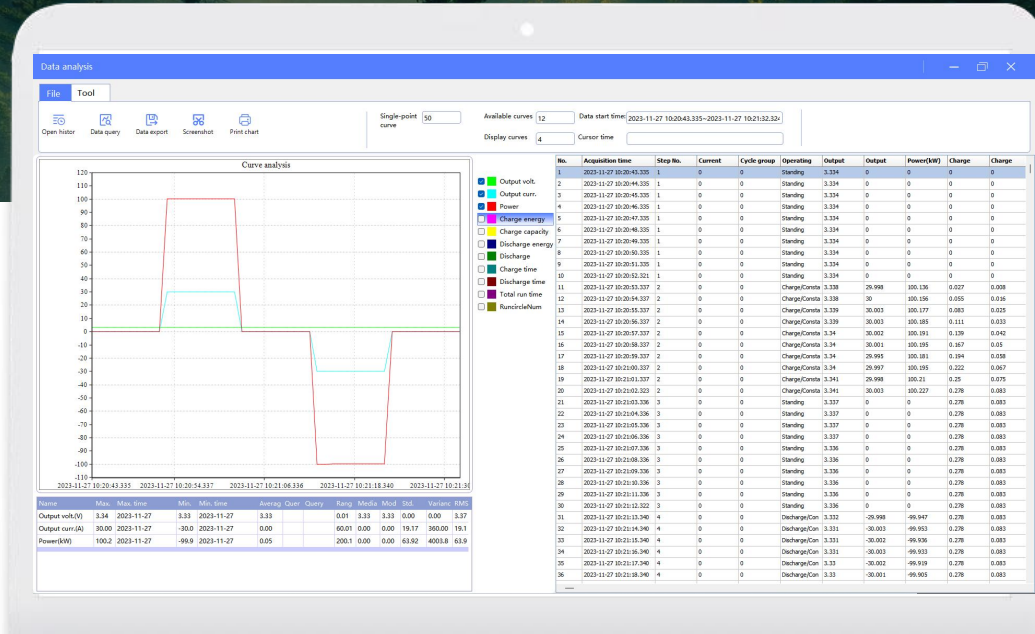 Data analysis
File Tool
Open histor Data query Data export Screenshot Print chart
Single-point curve 50
Available curves 12 Data start time: 2023-11-27 10:20:43.335~2023-11-27 10:21:32.324
Display curves 4 Cursor time
Curve analysis
120
110
100
90
80
70
60
50
40
30
20
10
0
-10
-20
-30
-40
-50
-60
-70
-80
-90
-100
-110
2023-11-27 10:20:43.335 2023-11-27 10:20:54.337 2023-11-27 10:21:06.336 2023-11-27 10:21:18.340 2023-11-27 10:21:30
Output volt.
Output curr.
Power
Charge energy
Charge capacity
Discharge energy
Discharge
Charge time
Discharge time
Total run time
RuncircleNum
Name Max. Max. time Min. Min. time Averag Quer Query Rang Media Mod Std. Varianc RMS
Output volt.(V) 3.34 2023-11-27 3.33 2023-11-27 3.33 0.01 3.33 3.33 0.00 0.00 3.37
Output curr.(A) 30.00 2023-11-27 -30.0 2023-11-27 0.00 60.01 0.00 0.00 19.17 360.00 19.1
Power(kW) 100.2 2023-11-27 -99.9 2023-11-27 0.05 200.1 0.00 0.00 63.92 4003.8 63.9
No. Acquisition time Step No. Current Cycle group Operating Output Output Power(kW) Charge Charge
1 2023-11-27 10:20:43.335 1 0 0 Standing 3.334 0 0 0 0
2 2023-11-27 10:20:44.335 1 0 0 Standing 3.334 0 0 0 0
3 2023-11-27 10:20:45.335 1 0 0 Standing 3.334 0 0 0 0
4 2023-11-27 10:20:46.335 1 0 0 Standing 3.334 0 0 0 0
5 2023-11-27 10:20:47.335 1 0 0 Standing 3.334 0 0 0 0
6 2023-11-27 10:20:48.335 1 0 0 Standing 3.334 0 0 0 0
7 2023-11-27 10:20:49.335 1 0 0 Standing 3.334 0 0 0 0
8 2023-11-27 10:20:50.335 1 0 0 Standing 3.334 0 0 0 0
9 2023-11-27 10:20:51.335 1 0 0 Standing 3.334 0 0 0 0
10 2023-11-27 10:20:52.321 1 0 0 Standing 3.334 0 0 0 0
11 2023-11-27 10:20:53.337 2 0 0 Charge/Consta 3.338 29.998 100.136 0.027 0.008
12 2023-11-27 10:20:54.337 2 0 0 Charge/Consta 3.338 30 100.156 0.055 0.016
13 2023-11-27 10:20:55.337 2 0 0 Charge/Consta 3.339 30.003 100.177 0.083 0.025
14 2023-11-27 10:20:56.337 2 0 0 Charge/Consta 3.339 30.003 100.185 0.111 0.033
15 2023-11-27 10:20:57.337 2 0 0 Charge/Consta 3.34 30.002 100.191 0.139 0.042
16 2023-11-27 10:20:58.337 2 0 0 Charge/Consta 3.34 30.001 100.195 0.167 0.05
17 2023-11-27 10:20:59.337 2 0 0 Charge/Consta 3.34 29.995 100.181 0.194 0.058
18 2023-11-27 10:21:00.337 2 0 0 Charge/Consta 3.34 29.997 100.195 0.222 0.067
19 2023-11-27 10:21:01.337 2 0 0 Charge/Consta 3.341 29.998 100.21 0.25 0.075
20 2023-11-27 10:21:02.323 2 0 0 Charge/Consta 3.341 30.003 100.227 0.278 0.083
21 2023-11-27 10:21:03.336 3 0 0 Standing 3.337 0 0 0.278 0.083
22 2023-11-27 10:21:04.336 3 0 0 Standing 3.337 0 0 0.278 0.083
23 2023-11-27 10:21:05.336 3 0 0 Standing 3.337 0 0 0.278 0.083
24 2023-11-27 10:21:06.336 3 0 0 Standing 3.337 0 0 0.278 0.083
25 2023-11-27 10:21:07.336 3 0 0 Standing 3.336 0 0 0.278 0.083
26 2023-11-27 10:21:08.336 3 0 0 Standing 3.336 0 0 0.278 0.083
27 2023-11-27 10:21:09.336 3 0 0 Standing 3.336 0 0 0.278 0.083
28 2023-11-27 10:21:10.336 3 0 0 Standing 3.336 0 0 0.278 0.083
29 2023-11-27 10:21:11.336 3 0 0 Standing 3.336 0 0 0.278 0.083
30 2023-11-27 10:21:12.322 3 0 0 Standing 3.336 0 0 0.278 0.083
31 2023-11-27 10:21:13.340 4 0 0 Discharge/Con 3.332 -29.998 -99.947 0.278 0.083
32 2023-11-27 10:21:14.340 4 0 0 Discharge/Con 3.331 -30.003 -99.953 0.278 0.083
33 2023-11-27 10:21:15.340 4 0 0 Discharge/Con 3.331 -30.002 -99.936 0.278 0.083
34 2023-11-27 10:21:16.340 4 0 0 Discharge/Con 3.331 -30.003 -99.933 0.278 0.083
35 2023-11-27 10:21:17.340 4 0 0 Discharge/Con 3.33 -30.002 -99.919 0.278 0.083
36 2023-11-27 10:21:18.340 4 0 0 Discharge/Con 3.33 -30.001 -99.905 0.278 0.083